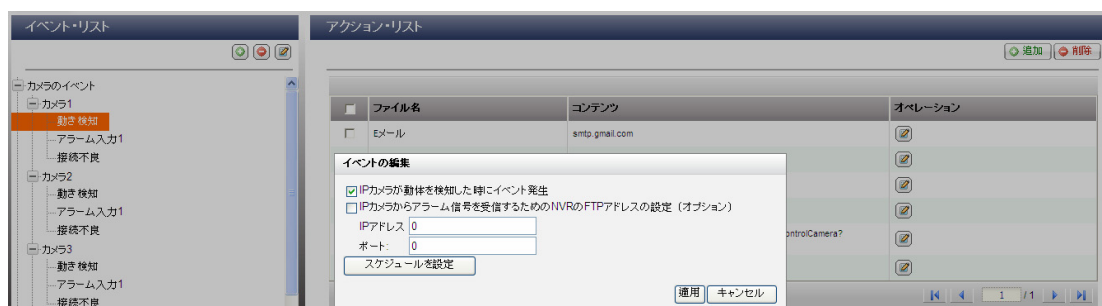 イベント・リスト
アクション・リスト
追加 削除
カメラのイベント
カメラ1
動き検知
アラーム入力1
接続不良
カメラ2
動き検知
アラーム入力1
接続不良
カメラ3
動き検知
アラーム入力1
接続不良
ファイル名 コンテンツ オペレーション
Eメール smtp.gmail.com
ontrolCamera?
イベントの編集
IPカメラが動体を検知した時にイベント発生
IPカメラからアラーム信号を受信するためのNVRのFTPアドレスの設定（オプション）
IPアドレス 0
ポート: 0
スケジュールを設定
適用 キャンセル
1 /1